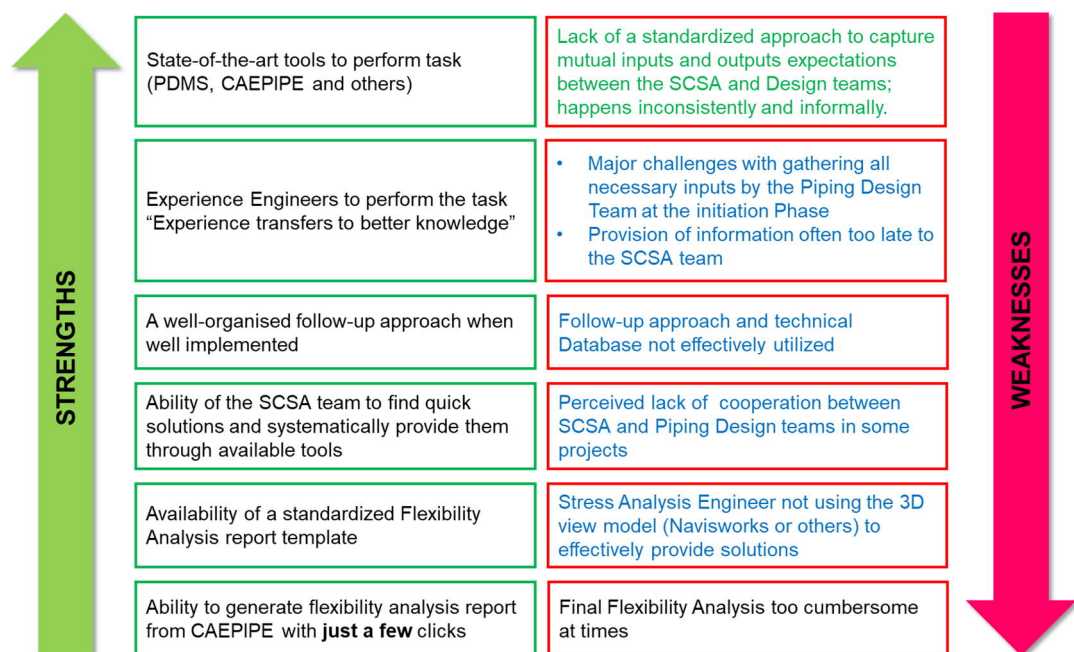 STRENGTHS
State-of-the-art tools to perform task
(PDMS, CAEPIPE and others)
Lack of a standardized approach to capture
mutual inputs and outputs expectations
between the SCSA and Design teams;
happens inconsistently and informally.
Experience Engineers to perform the task
“Experience transfers to better knowledge”
• Major challenges with gathering all
necessary inputs by the Piping Design
Team at the initiation Phase
• Provision of information often too late to
the SCSA team
A well-organised follow-up approach when
well implemented
Follow-up approach and technical
Database not effectively utilized
Ability of the SCSA team to find quick
solutions and systematically provide them
through available tools
Perceived lack of cooperation between
SCSA and Piping Design teams in some
projects
Availability of a standardized Flexibility
Analysis report template
Stress Analysis Engineer not using the 3D
view model (Navisworks or others) to
effectively provide solutions
Ability to generate flexibility analysis report
from CAEPIPE with just a few clicks
Final Flexibility Analysis too cumbersome
at times
WEAKNESSES